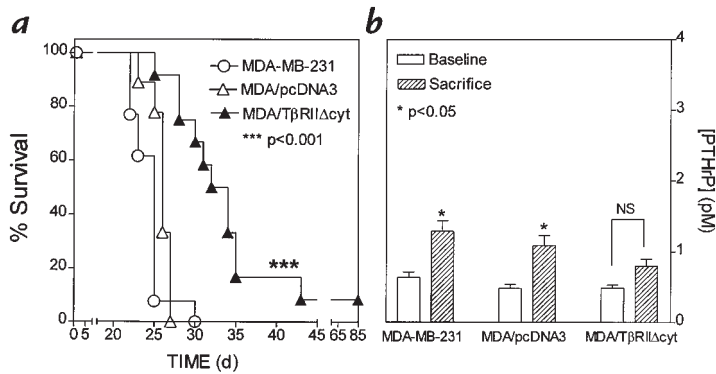 a
100
80
60
40
20
0
% Survival
MDA-MB-231
MDA/pcDNA3
MDA/TβRIIΔcyt
*** p<0.001
***
0 5 20 25 30 35 40 45 65 85
TIME (d)
b
Baseline
Sacrifice
* p<0.05
*
*
NS
4
3
2
1
0
[PTHrP] (pM)
MDA-MB-231
MDA/pcDNA3
MDA/TβRIIΔcyt